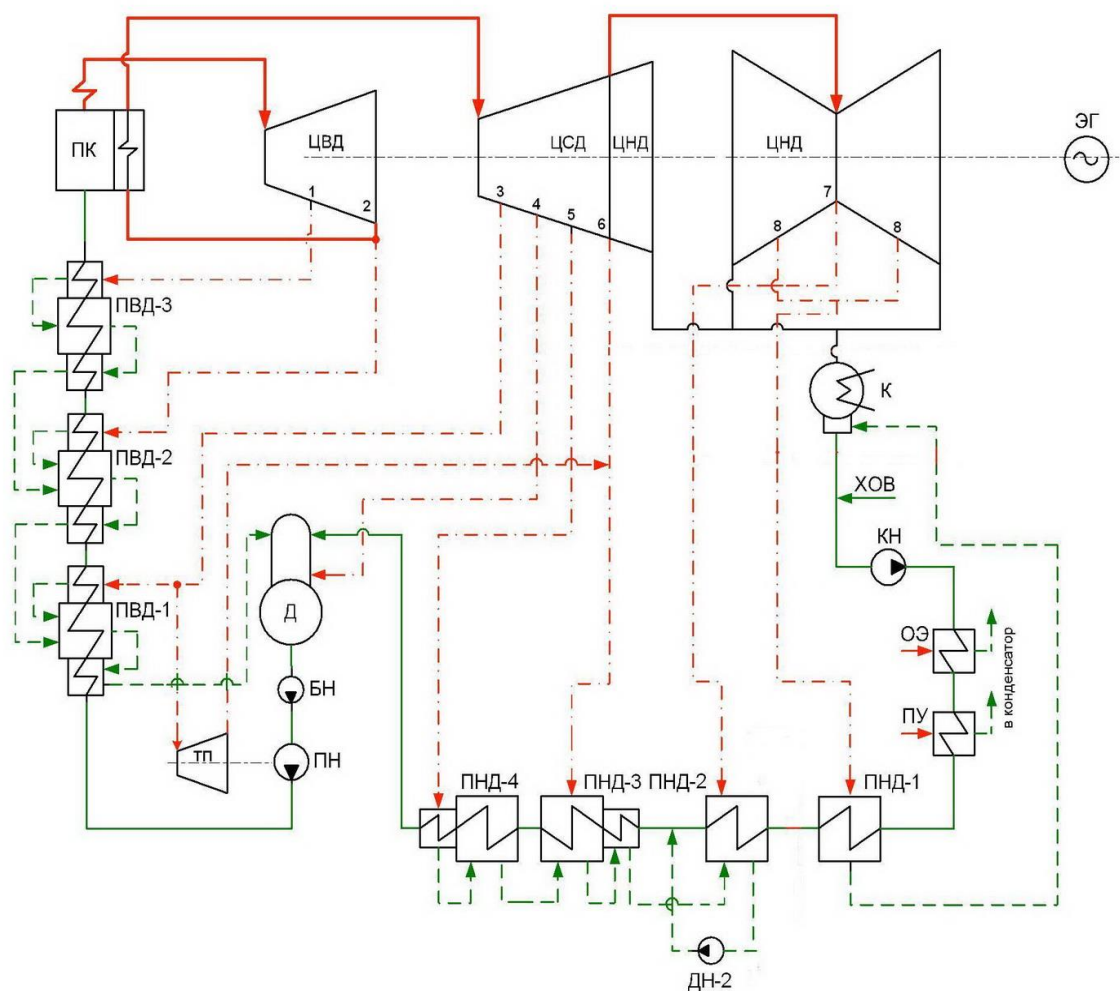 ЭГ
ПК
ЦВД
ЦСД
ЦНД
ЦНД
1
2
3
4
5
6
7
8
8
ПВД-3
К
ПВД-2
ХОВ
КН
ПВД-1
Д
ОЭ
БН
в конденсатор
ПУ
ТП
ПН
ПНД-4
ПНД-3
ПНД-2
ПНД-1
ДН-2